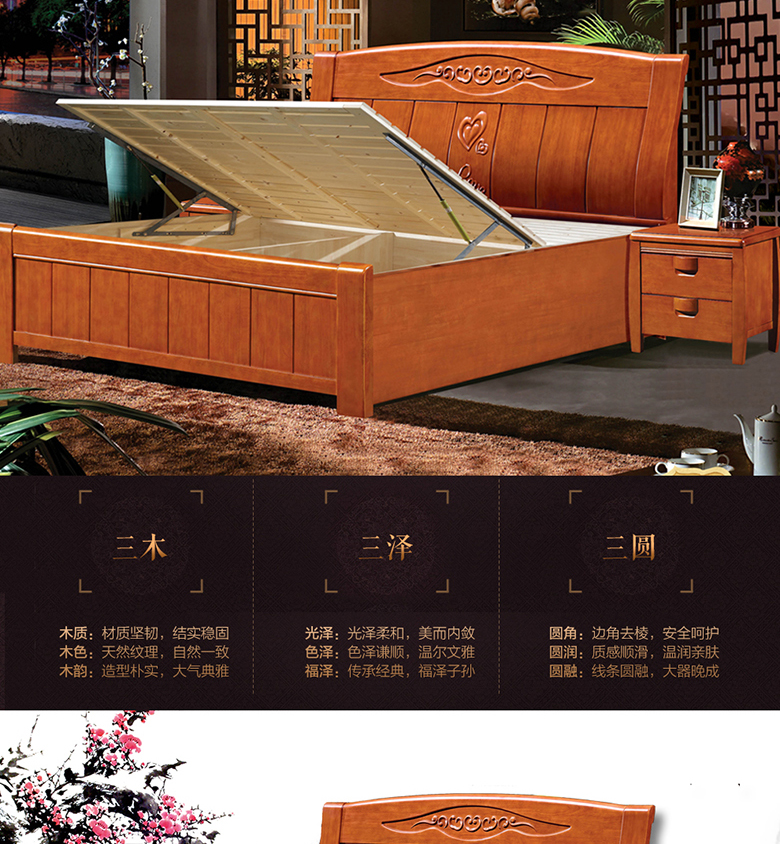 Love
三木
木质：材质坚韧，结实稳固
木色：天然纹理，自然一致
木韵：造型朴实，大气典雅
三泽
光泽：光泽柔和，美而内敛
色泽：色泽谦顺，温尔文雅
福泽：传承经典，福泽子孙
三圆
圆角：边角去棱，安全呵护
圆润：质感顺滑，温润亲肤
圆融：线条圆融，大器晚成